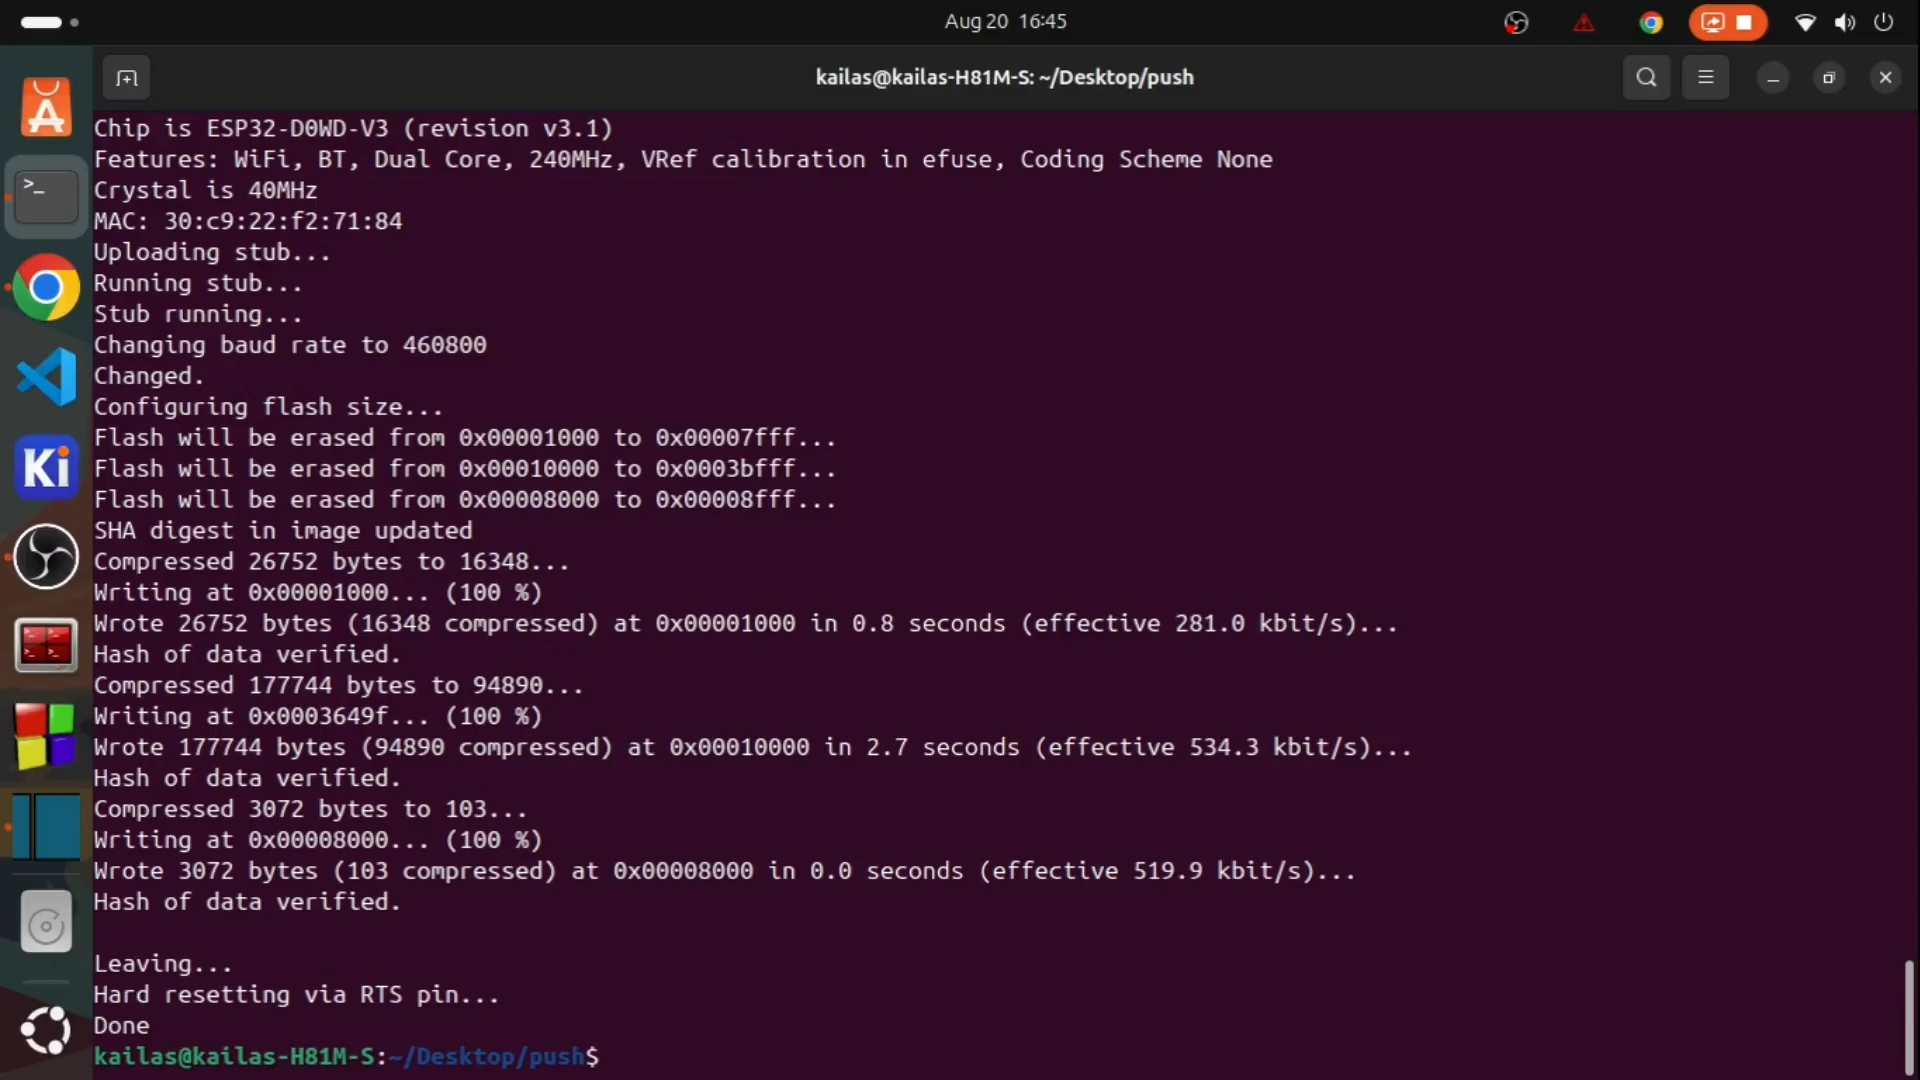 Aug 20 16:45
kailas@kailas-H81M-S: ~/Desktop/push
Chip is ESP32-D0WD-V3 (revision v3.1)
Features: WiFi, BT, Dual Core, 240MHz, VRef calibration in efuse, Coding Scheme None
Crystal is 40MHz
MAC: 30:c9:22:f2:71:84
Uploading stub...
Running stub...
Stub running...
Changing baud rate to 460800
Changed.
Configuring flash size...
Flash will be erased from 0x00001000 to 0x00007fff...
Flash will be erased from 0x00010000 to 0x0003bfff...
Flash will be erased from 0x00008000 to 0x00008fff...
SHA digest in image updated
Compressed 26752 bytes to 16348...
Writing at 0x00001000... (100 %)
Wrote 26752 bytes (16348 compressed) at 0x00001000 in 0.8 seconds (effective 281.0 kbit/s)...
Hash of data verified.
Compressed 177744 bytes to 94890...
Writing at 0x0003649f... (100 %)
Wrote 177744 bytes (94890 compressed) at 0x00010000 in 2.7 seconds (effective 534.3 kbit/s)...
Hash of data verified.
Compressed 3072 bytes to 103...
Writing at 0x00008000... (100 %)
Wrote 3072 bytes (103 compressed) at 0x00008000 in 0.0 seconds (effective 519.9 kbit/s)...
Hash of data verified.
Leaving...
Hard resetting via RTS pin...
Done
kailas@kailas-H81M-S:~/Desktop/push$
Ki